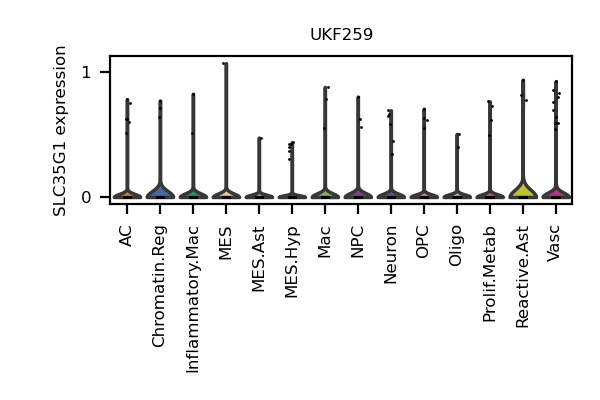 UKF259
SLC35G1 expression
1
0
AC
Chromatin.Reg
Inflammatory.Mac
MES
MES.Ast
MES.Hyp
Mac
NPC
Neuron
OPC
Oligo
Prolif.Metab
Reactive.Ast
Vasc